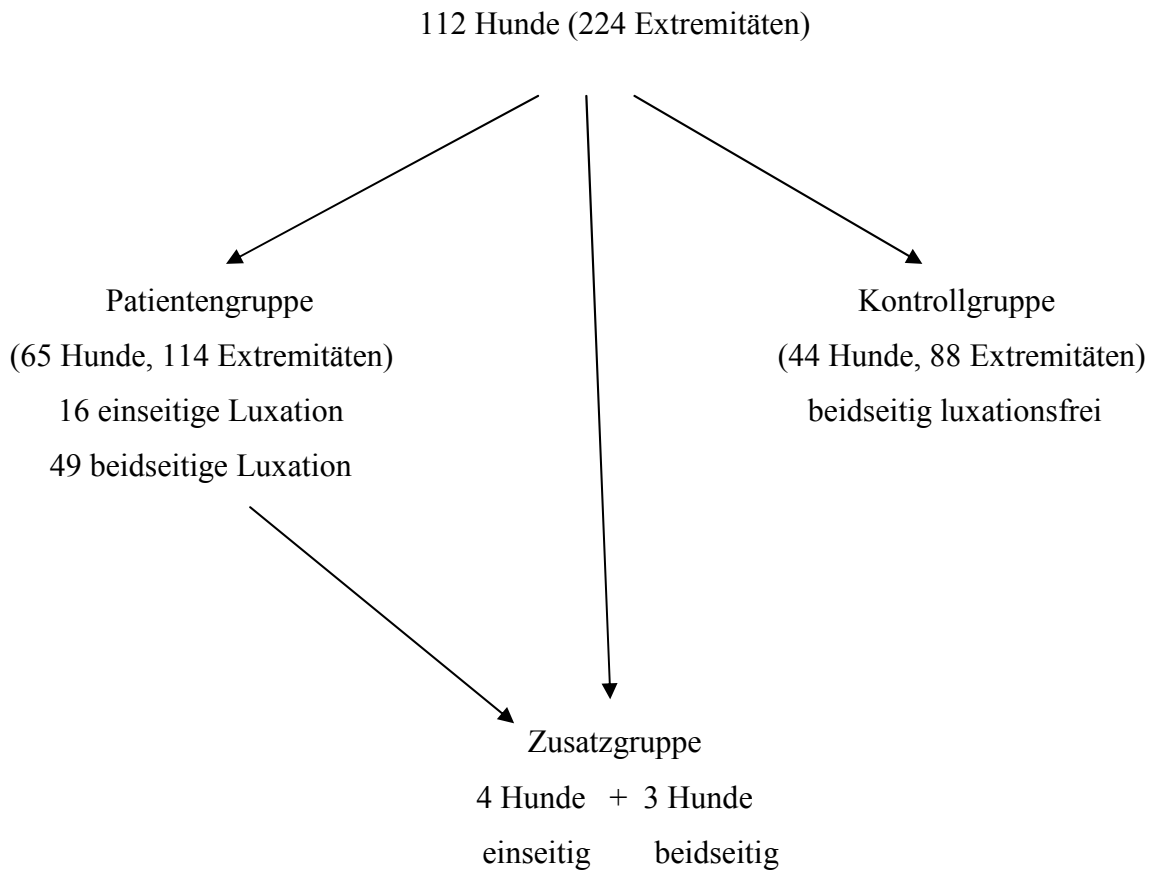 112 Hunde (224 Extremitäten)
Patientengruppe
(65 Hunde, 114 Extremitäten)
16 einseitige Luxation
49 beidseitige Luxation
Kontrollgruppe
(44 Hunde, 88 Extremitäten)
beidseitig luxationsfrei
Zusatzgruppe
4 Hunde + 3 Hunde
einseitig beidseitig